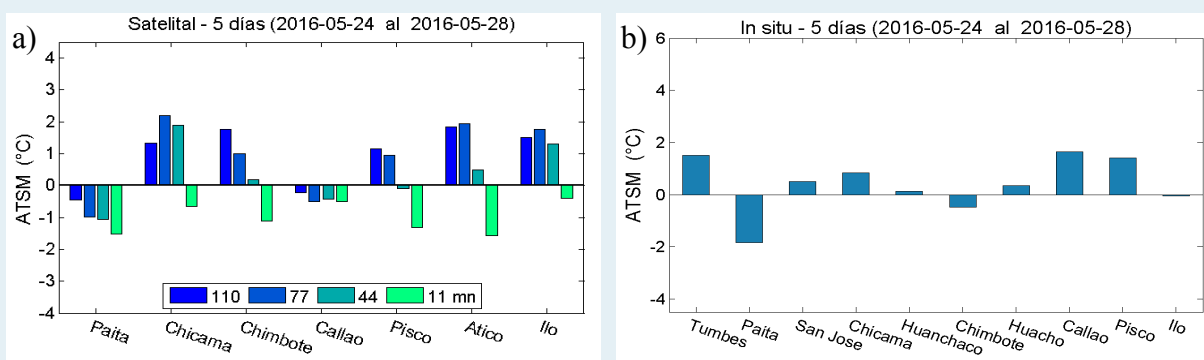 a)
Satelital - 5 días (2016-05-24 al 2016-05-28)
ATSM (°C)
4
3
2
1
0
-1
-2
-3
-4
110 77 44 11 mn
Paita Chicama Chimbote Callao Pisco Atico Ilo
b)
In situ - 5 días (2016-05-24 al 2016-05-28)
ATSM (°C)
6
4
2
0
-2
-4
Tumbes Paita San Jose Chicama Huanchaco Chimbote Huacho Callao Pisco Ilo